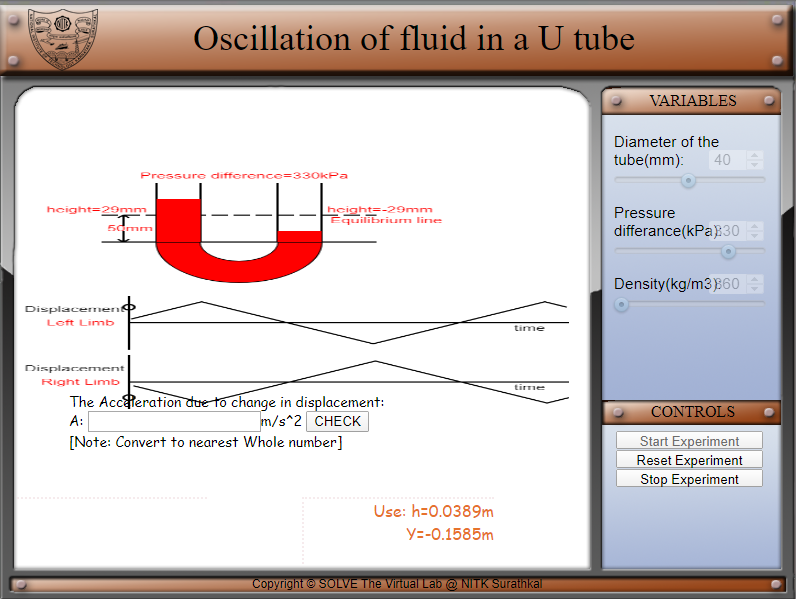 Oscillation of fluid in a U tube
Pressure difference=330kPa
height=29mm
height=-29mm
Equilibrium line
50mm
Displacement
Left Limb
time
Displacement
Right Limb
time
The Acceleration due to change in displacement:
A: m/s^2 CHECK
[Note: Convert to nearest Whole number]
Use: h=0.0389m
Y=-0.1585m
VARIABLES
Diameter of the
tube(mm): 40
Pressure
differance(kPa):330
Density(kg/m3):860
CONTROLS
Start Experiment
Reset Experiment
Stop Experiment
Copyright © SOLVE The Virtual Lab @ NITK Surathkal